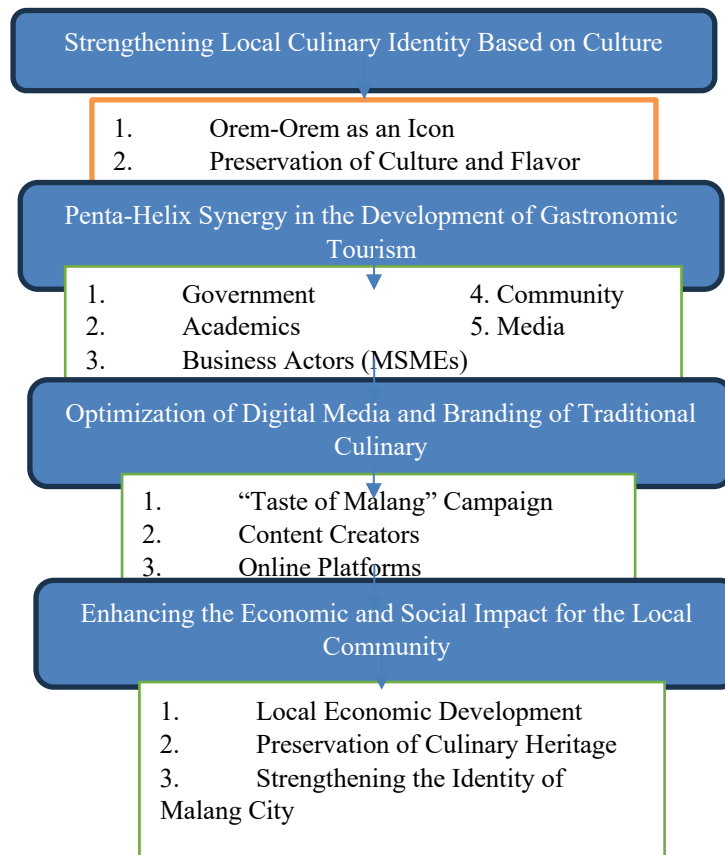 Strengthening Local Culinary Identity Based on Culture
1. Orem-Orem as an Icon
2. Preservation of Culture and Flavor
Penta-Helix Synergy in the Development of Gastronomic
Tourism
1. Government 4. Community
2. Academics 5. Media
3. Business Actors (MSMEs)
Optimization of Digital Media and Branding of Traditional
Culinary
1. “Taste of Malang” Campaign
2. Content Creators
3. Online Platforms
Enhancing the Economic and Social Impact for the Local
Community
1. Local Economic Development
2. Preservation of Culinary Heritage
3. Strengthening the Identity of
Malang City